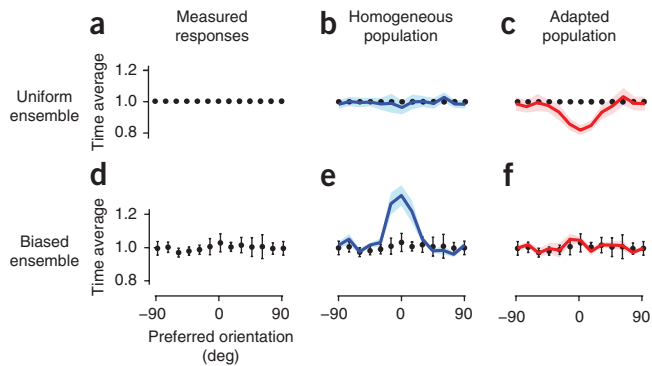 a
Measured
responses
b
Homogeneous
population
c
Adapted
population
Uniform
ensemble
Time average
1.2
1.0
0.8
d
e
f
Biased
ensemble
Time average
1.2
1.0
0.8
−90 0 90
−90 0 90
−90 0 90
Preferred orientation
(deg)